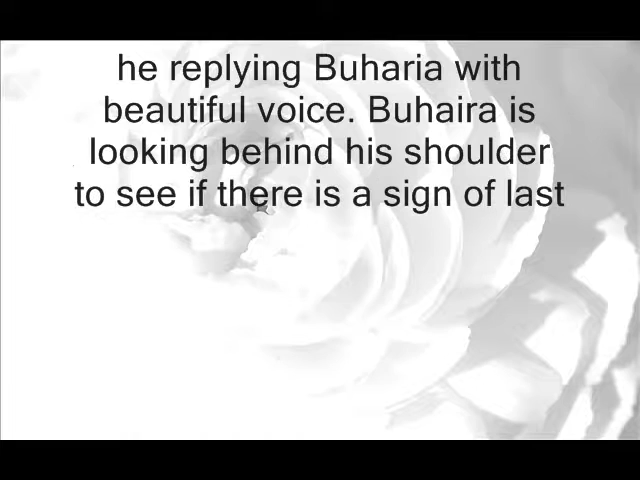 he replying Buharia with
beautiful voice. Buhaira is
looking behind his shoulder
to see if there is a sign of last